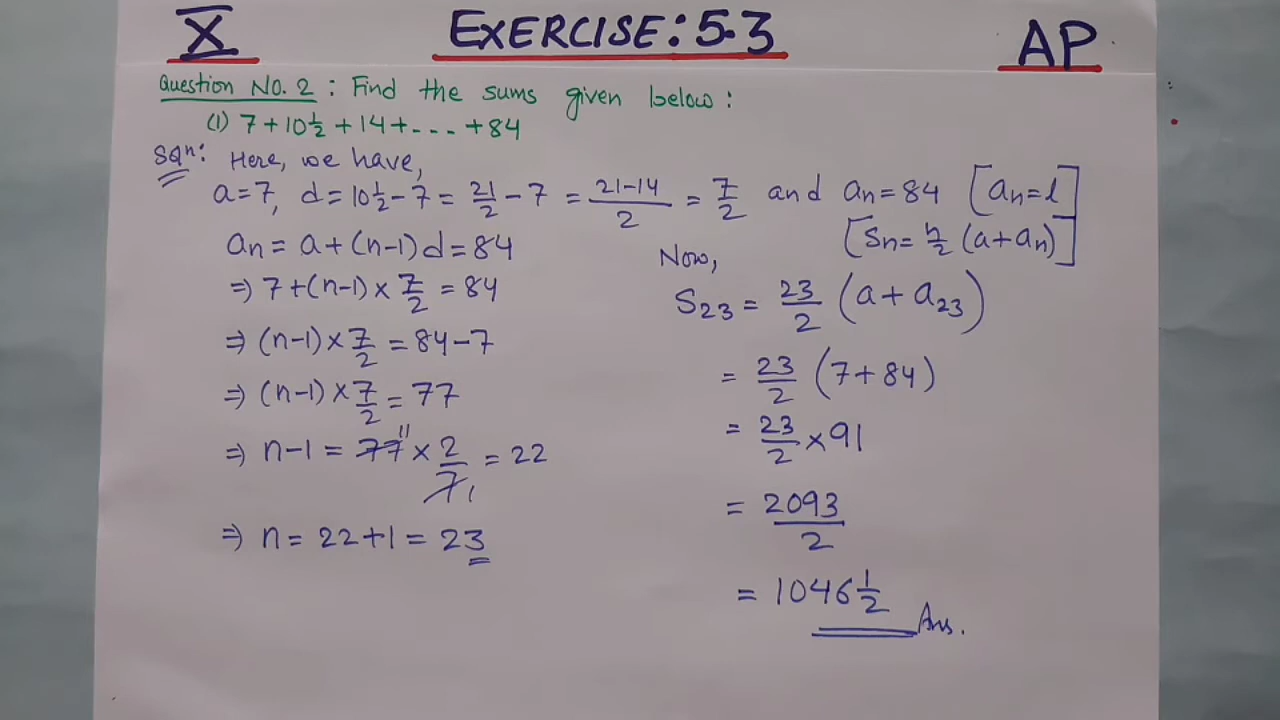 X EXERCISE: 5.3 AP
Question No. 2 : Find the sums given below :
(1) 7 + 10½ + 14 + - - - + 84
Solⁿ: Here, we have,
a = 7, d = 10½ - 7 = 21/2 - 7 = (21-14)/2 = 7/2 and an = 84 [an = l]
[Sn = n/2 (a + an)]
an = a + (n-1) d = 84
⇒ 7 + (n-1) × 7/2 = 84
⇒ (n-1) × 7/2 = 84 - 7
⇒ (n-1) × 7/2 = 77
⇒ n-1 = 77 11 × 2/7 1 = 22
⇒ n = 22 + 1 = 23
Now,
S23 = 23/2 (a + a23)
= 23/2 (7 + 84)
= 23/2 × 91
= 2093/2
= 1046½ Ans.